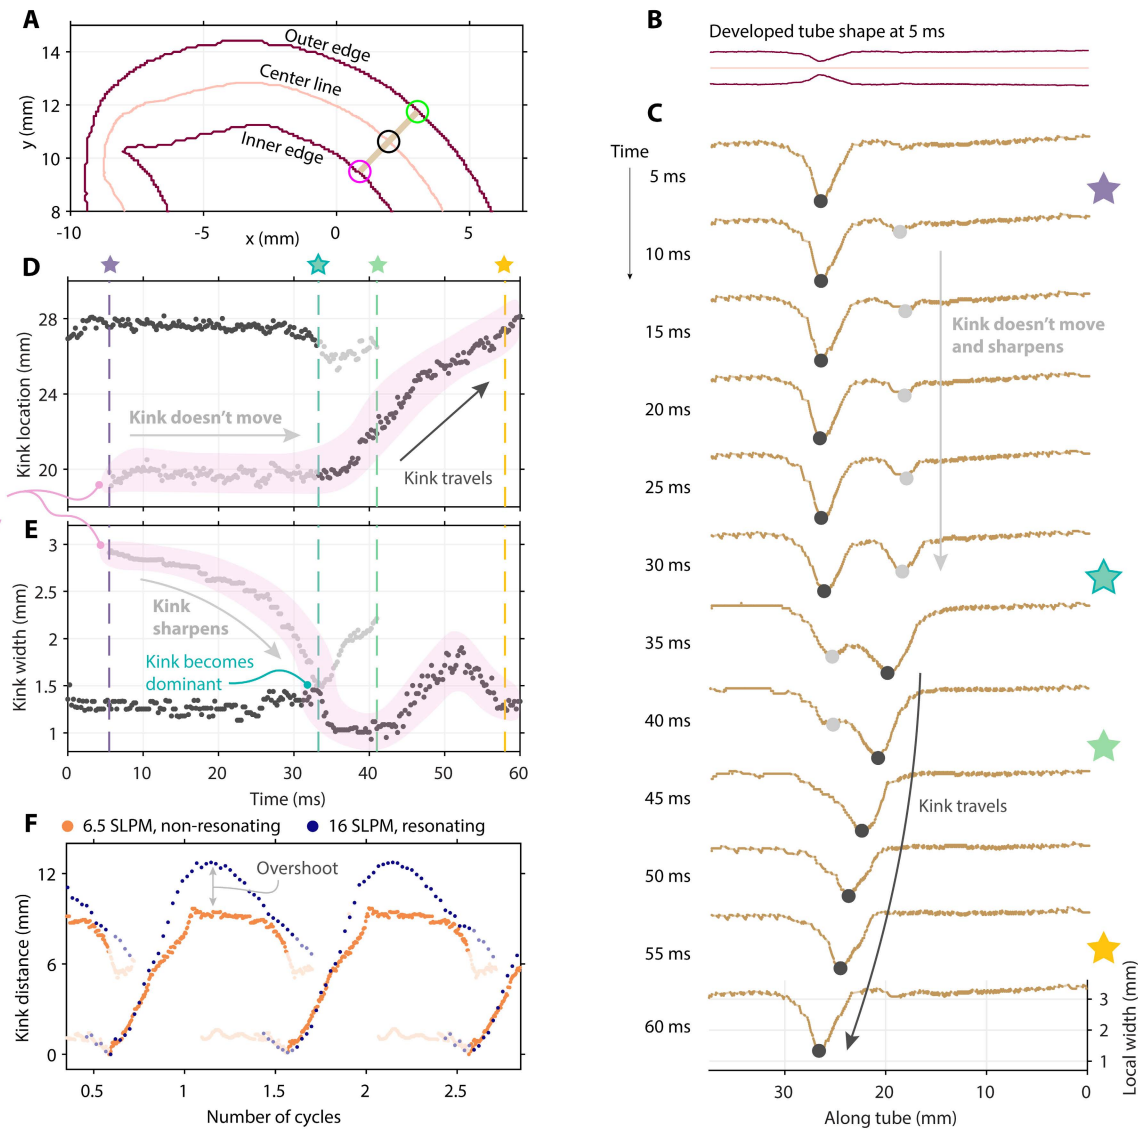 A
14
12
10
8
y (mm)
Outer edge
Center line
Inner edge
-10
-5
0
5
x (mm)
B
Developed tube shape at 5 ms
C
Time
5 ms
10 ms
15 ms
20 ms
25 ms
30 ms
35 ms
40 ms
45 ms
50 ms
55 ms
60 ms
Kink doesn't move
and sharpens
Kink travels
3
2
1
Local width (mm)
30
20
10
0
Along tube (mm)
D
28
24
20
Kink location (mm)
Kink doesn't move
Kink travels
E
3
2.5
2
1.5
1
Kink width (mm)
Kink
sharpens
Kink becomes
dominant
0
10
20
30
40
50
60
Time (ms)
F
6.5 SLPM, non-resonating
16 SLPM, resonating
12
6
0
Kink distance (mm)
Overshoot
0.5
1
1.5
2
2.5
Number of cycles